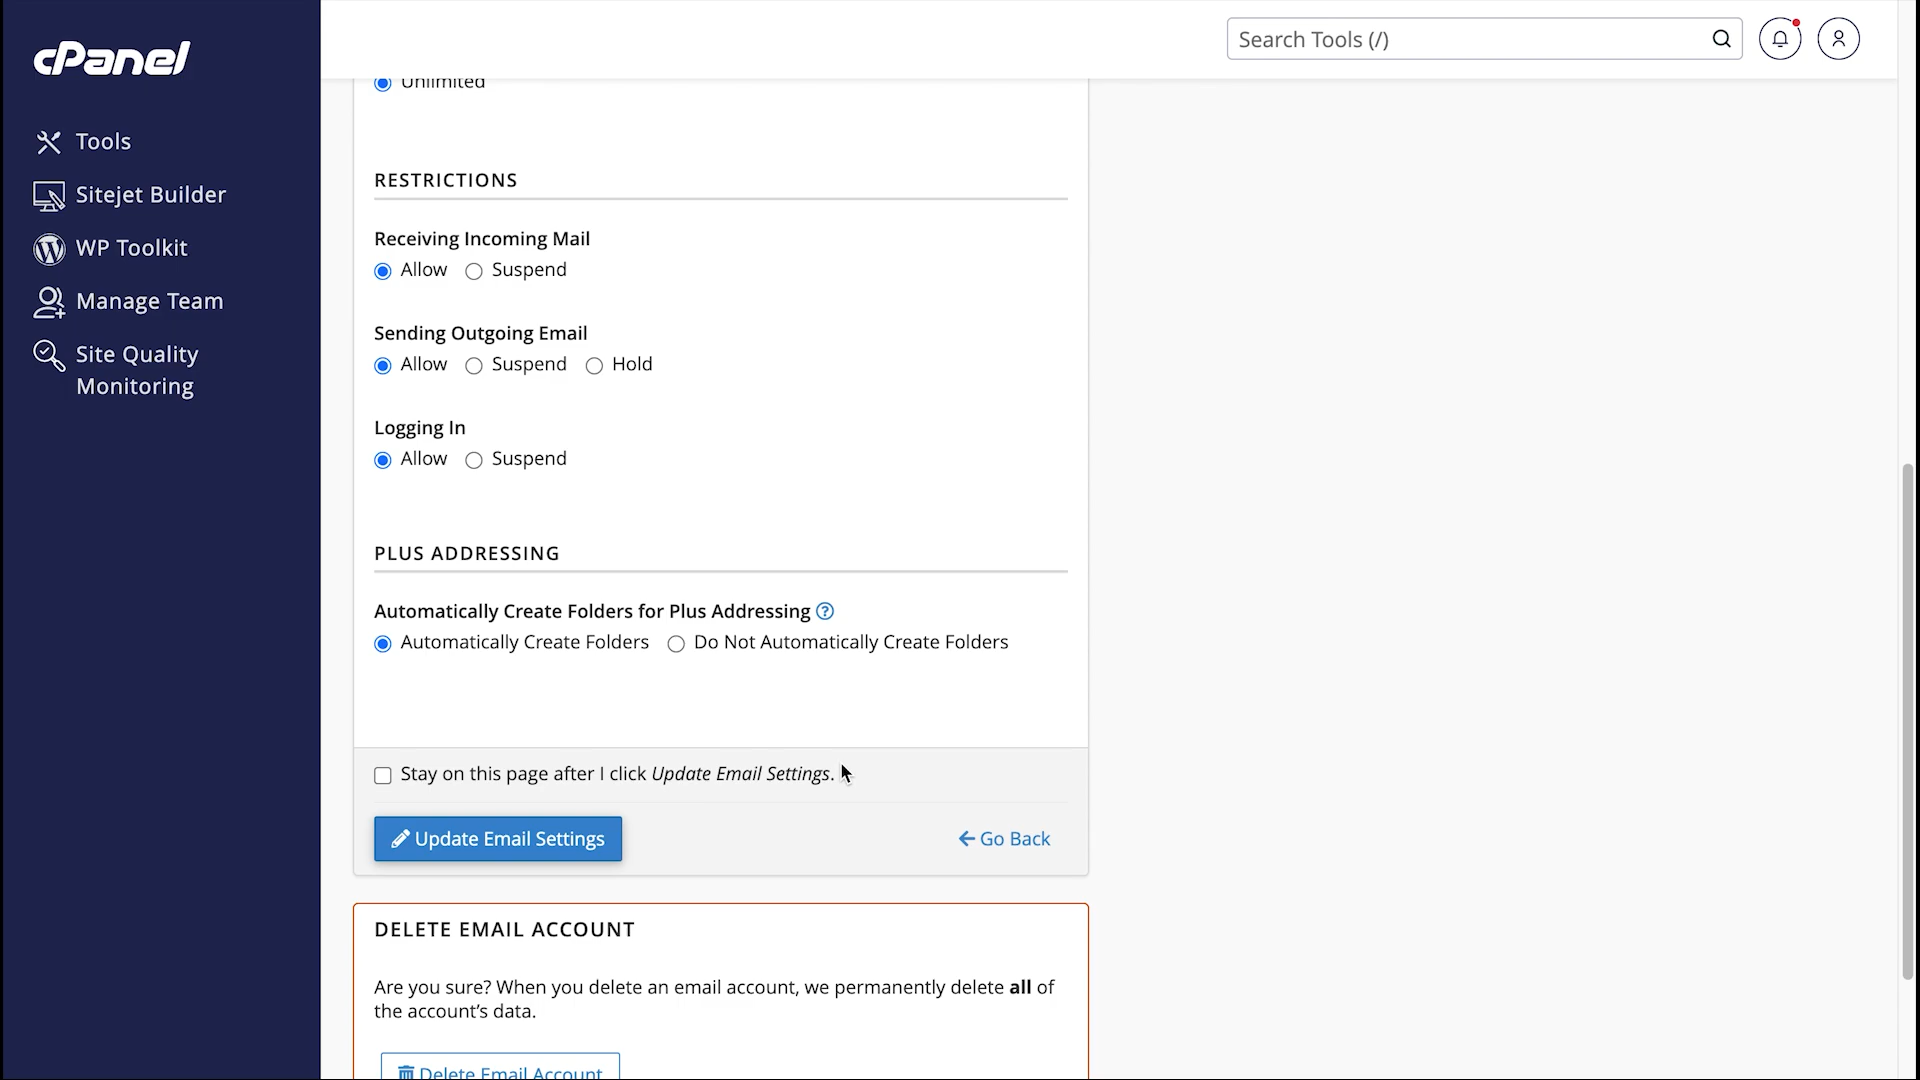 cPanel
Search Tools (/)
Tools
Sitejet Builder
WP Toolkit
Manage Team
Site Quality
Monitoring
Unlimited
RESTRICTIONS
Receiving Incoming Mail
Allow Suspend
Sending Outgoing Email
Allow Suspend Hold
Logging In
Allow Suspend
PLUS ADDRESSING
Automatically Create Folders for Plus Addressing
Automatically Create Folders Do Not Automatically Create Folders
Stay on this page after I click Update Email Settings.
Update Email Settings Go Back
DELETE EMAIL ACCOUNT
Are you sure? When you delete an email account, we permanently delete all of
the account’s data.
Delete Email Account